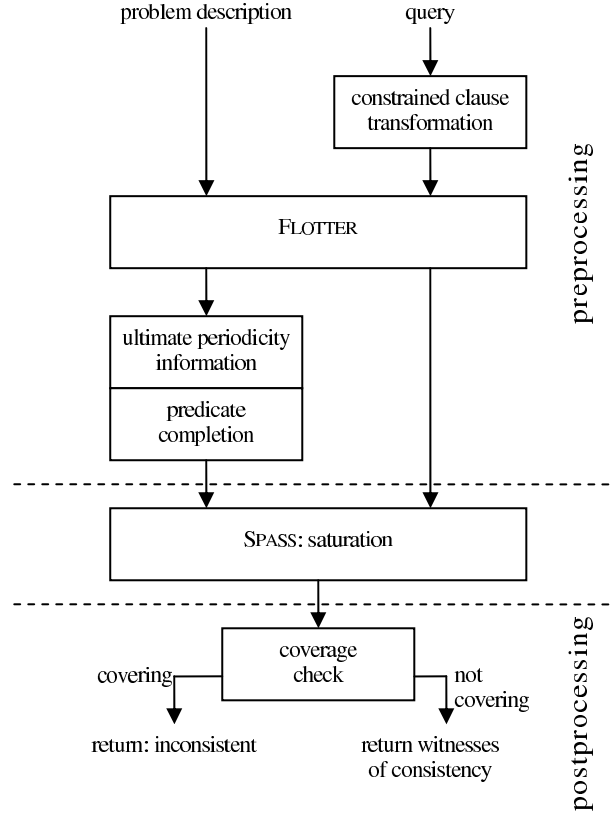 problem description
query
constrained clause
transformation
preprocessing
FLOTTER
ultimate periodicity
information
predicate
completion
SPASS: saturation
coverage
check
covering
not
covering
return: inconsistent
return witnesses
of consistency
postprocessing